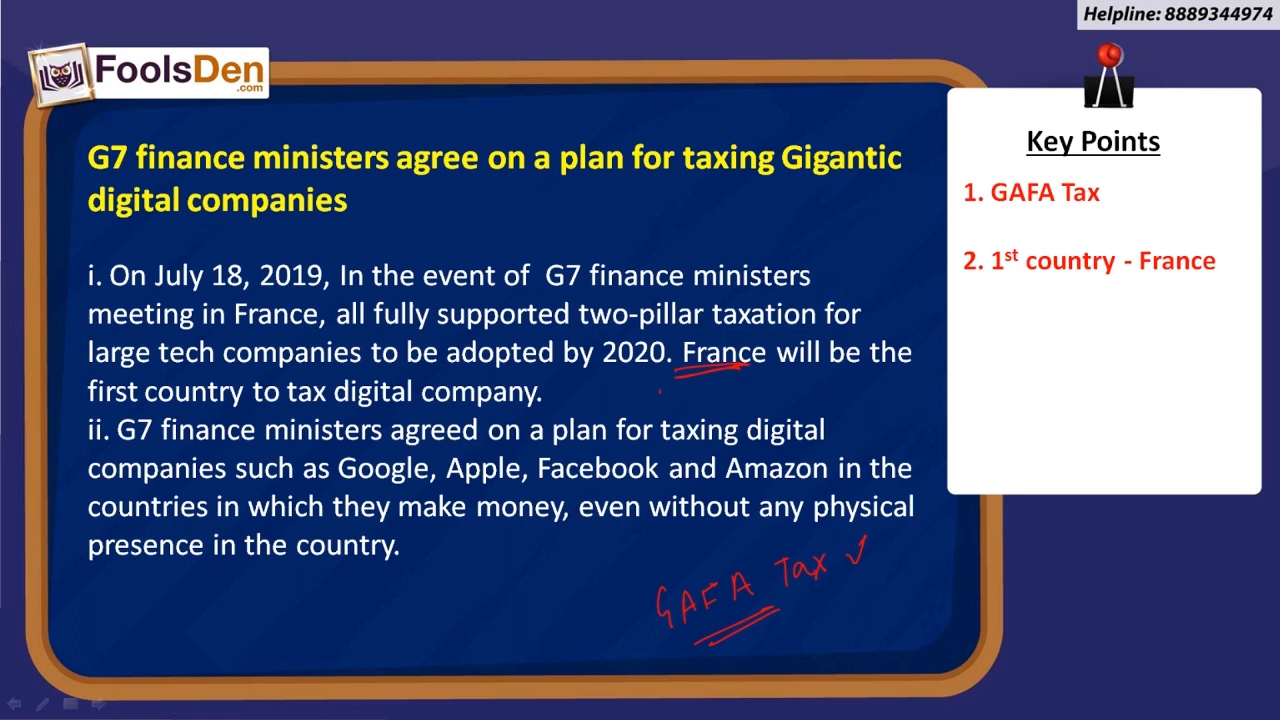 Helpline: 8889344974
FoolsDen
.com
G7 finance ministers agree on a plan for taxing Gigantic
digital companies
i. On July 18, 2019, In the event of G7 finance ministers
meeting in France, all fully supported two-pillar taxation for
large tech companies to be adopted by 2020. France will be the
first country to tax digital company.
ii. G7 finance ministers agreed on a plan for taxing digital
companies such as Google, Apple, Facebook and Amazon in the
countries in which they make money, even without any physical
presence in the country.
GAFA Tax ✓
Key Points
1. GAFA Tax
2. 1st country - France